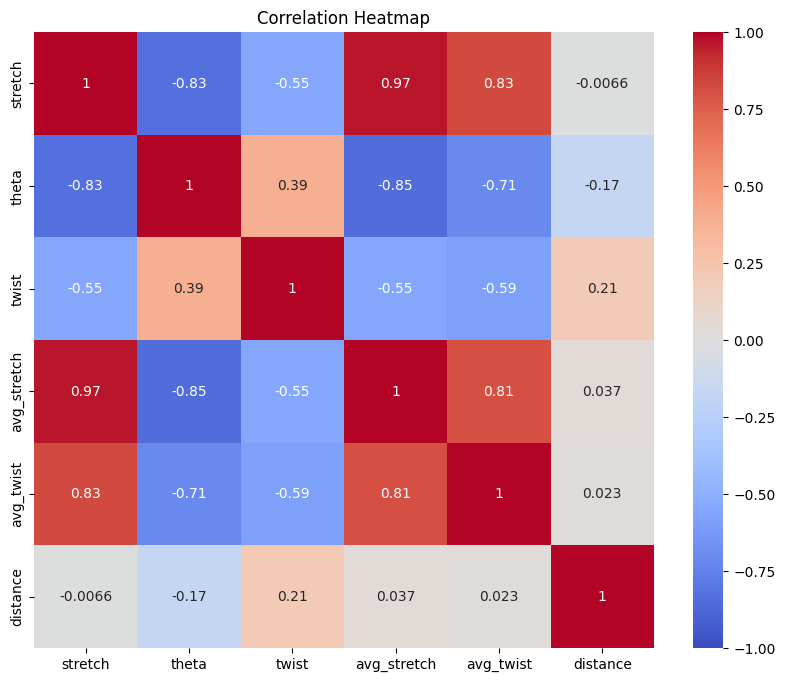 Correlation Heatmap
stretch 1 -0.83 -0.55 0.97 0.83 -0.0066
theta -0.83 1 0.39 -0.85 -0.71 -0.17
twist -0.55 0.39 1 -0.55 -0.59 0.21
avg_stretch 0.97 -0.85 -0.55 1 0.81 0.037
avg_twist 0.83 -0.71 -0.59 0.81 1 0.023
distance -0.0066 -0.17 0.21 0.037 0.023 1
stretch theta twist avg_stretch avg_twist distance
1.00
0.75
0.50
0.25
0.00
-0.25
-0.50
-0.75
-1.00